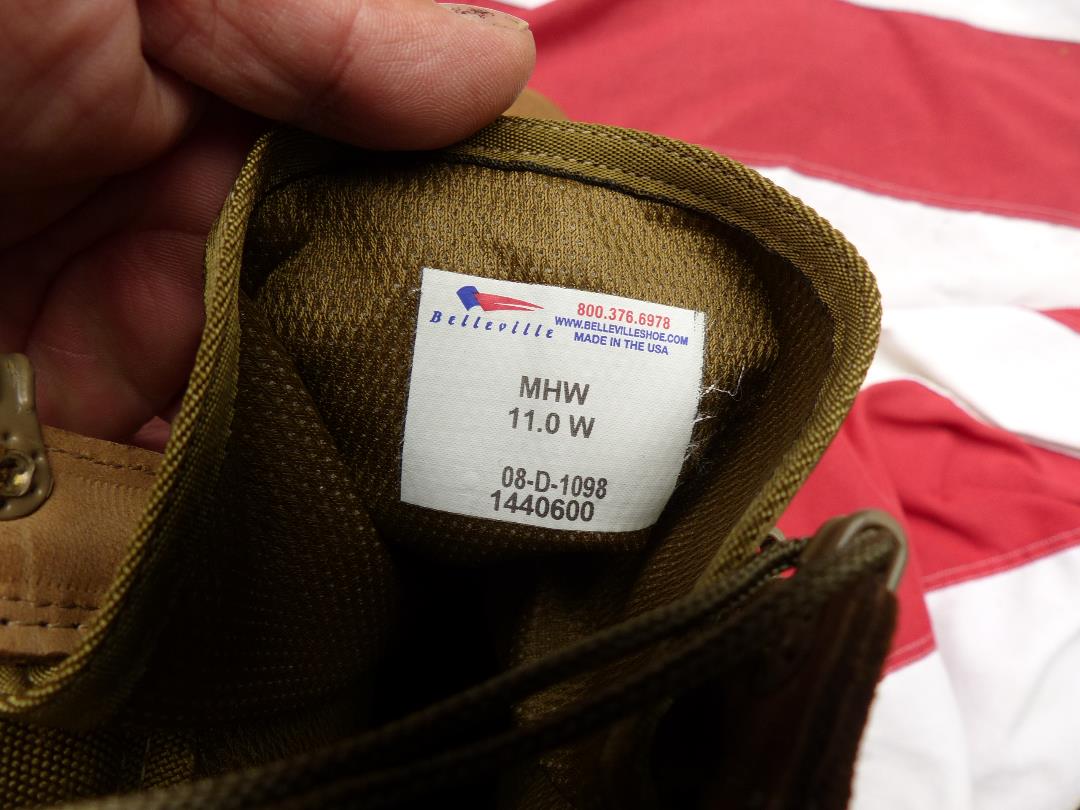 Belleville
800.376.6978
WWW.BELLEVILLESHOE.COM
MADE IN THE USA
MHW
11.0 W
08-D-1098
1440600